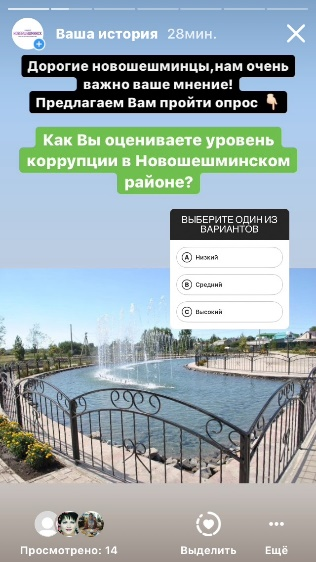 Ваша история 28мин.
Дорогие новошешминцы,нам очень
важно ваше мнение!
Предлагаем Вам пройти опрос 👇🏻
Как Вы оцениваете уровень
коррупции в Новошешминском
районе?
ВЫБЕРИТЕ ОДИН ИЗ
ВАРИАНТОВ
A Низкий
B Средний
C Высокий
Просмотрено: 14
Выделить
Ещё